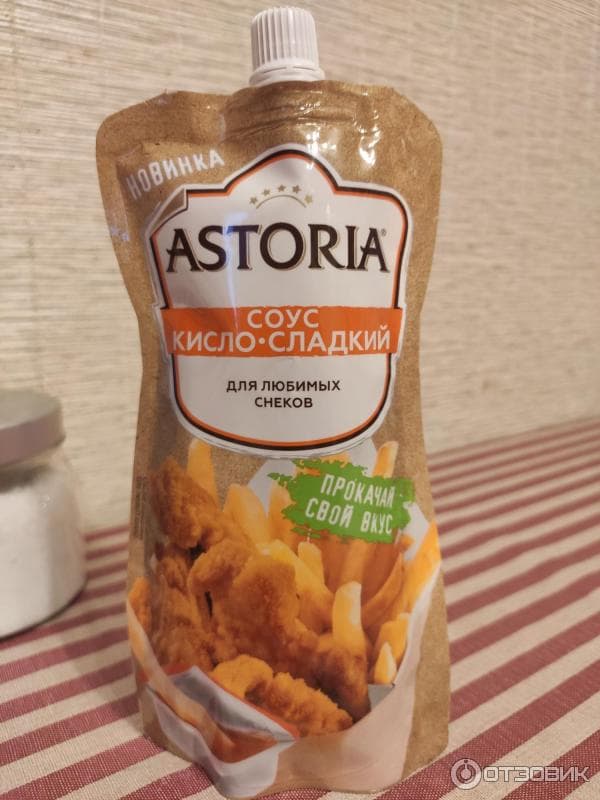 НОВИНКА
ASTORIA®
СОУС
КИСЛО•СЛАДКИЙ
ДЛЯ ЛЮБИМЫХ
СНЕКОВ
ПРОКАЧАЙ
СВОЙ ВКУС
ОТЗОВИК